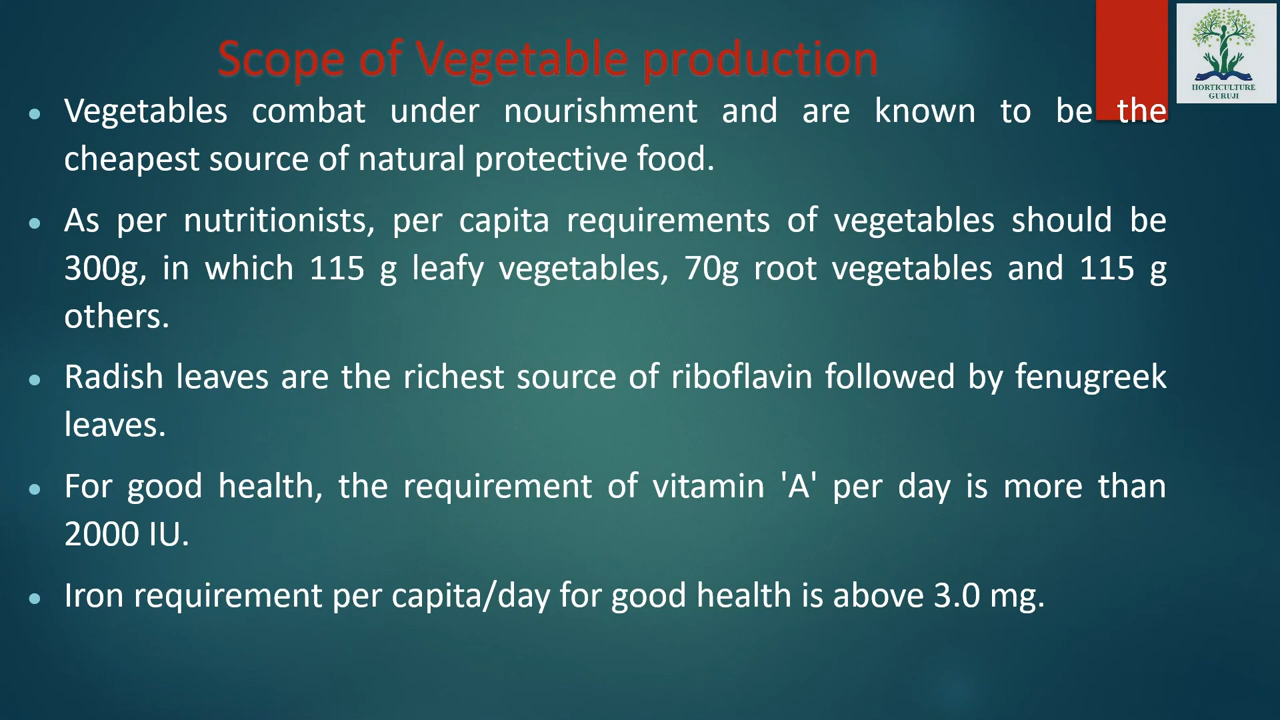 Scope of Vegetable production
HORTICULTURE
GURUJI
• Vegetables combat under nourishment and are known to be the
cheapest source of natural protective food.
• As per nutritionists, per capita requirements of vegetables should be
300g, in which 115 g leafy vegetables, 70g root vegetables and 115 g
others.
• Radish leaves are the richest source of riboflavin followed by fenugreek
leaves.
• For good health, the requirement of vitamin 'A' per day is more than
2000 IU.
• Iron requirement per capita/day for good health is above 3.0 mg.